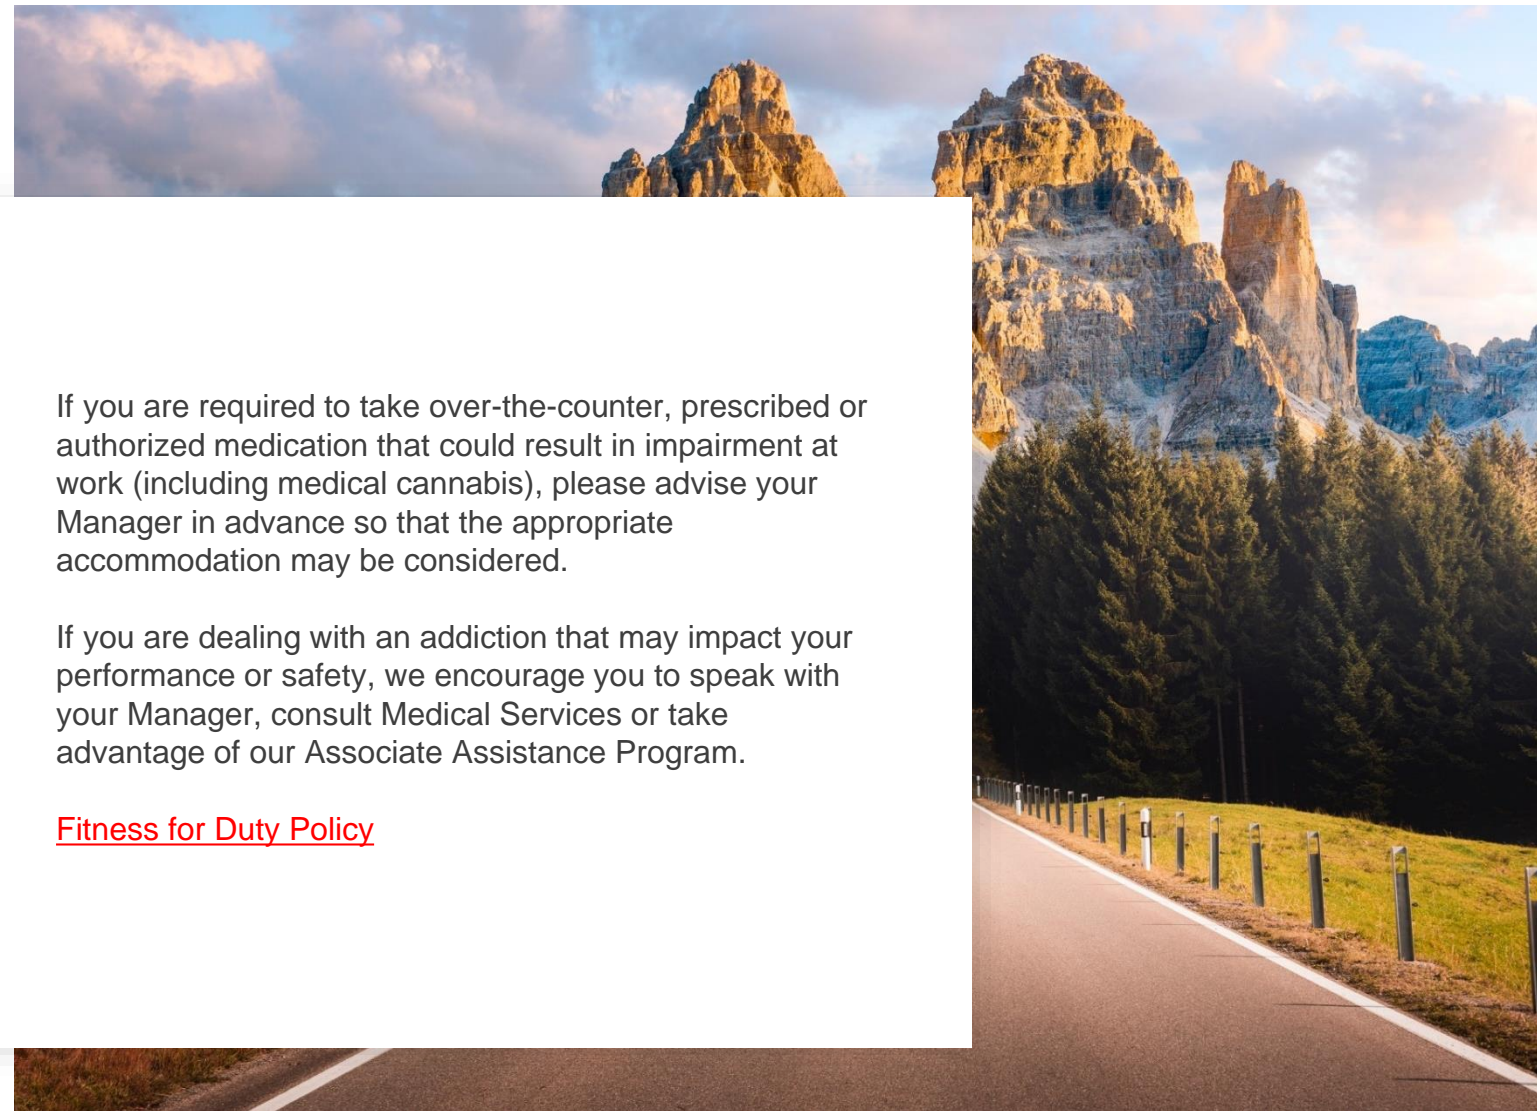 If you are required to take over-the-counter, prescribed or
authorized medication that could result in impairment at
work (including medical cannabis), please advise your
Manager in advance so that the appropriate
accommodation may be considered.
If you are dealing with an addiction that may impact your
performance or safety, we encourage you to speak with
your Manager, consult Medical Services or take
advantage of our Associate Assistance Program.
Fitness for Duty Policy